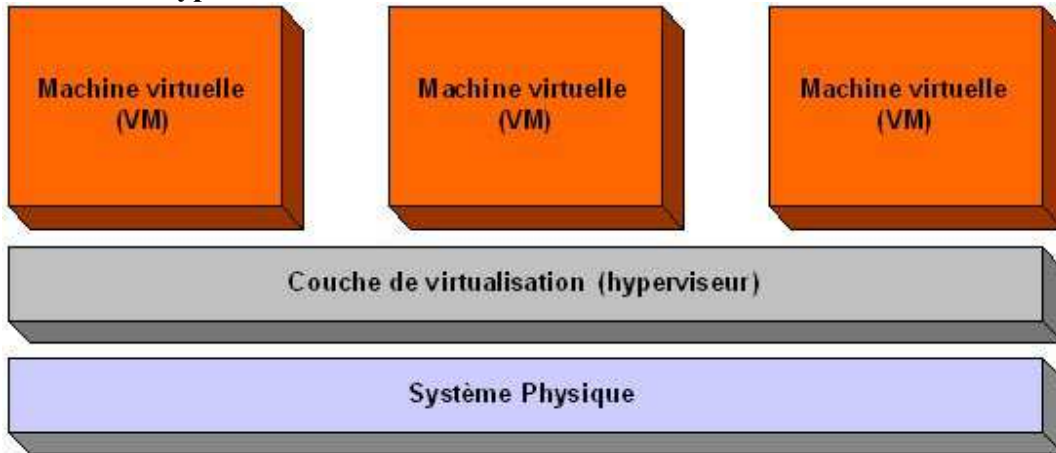 Machine virtuelle
(VM)
Machine virtuelle
(VM)
Machine virtuelle
(VM)
Couche de virtualisation (hyperviseur)
Système Physique